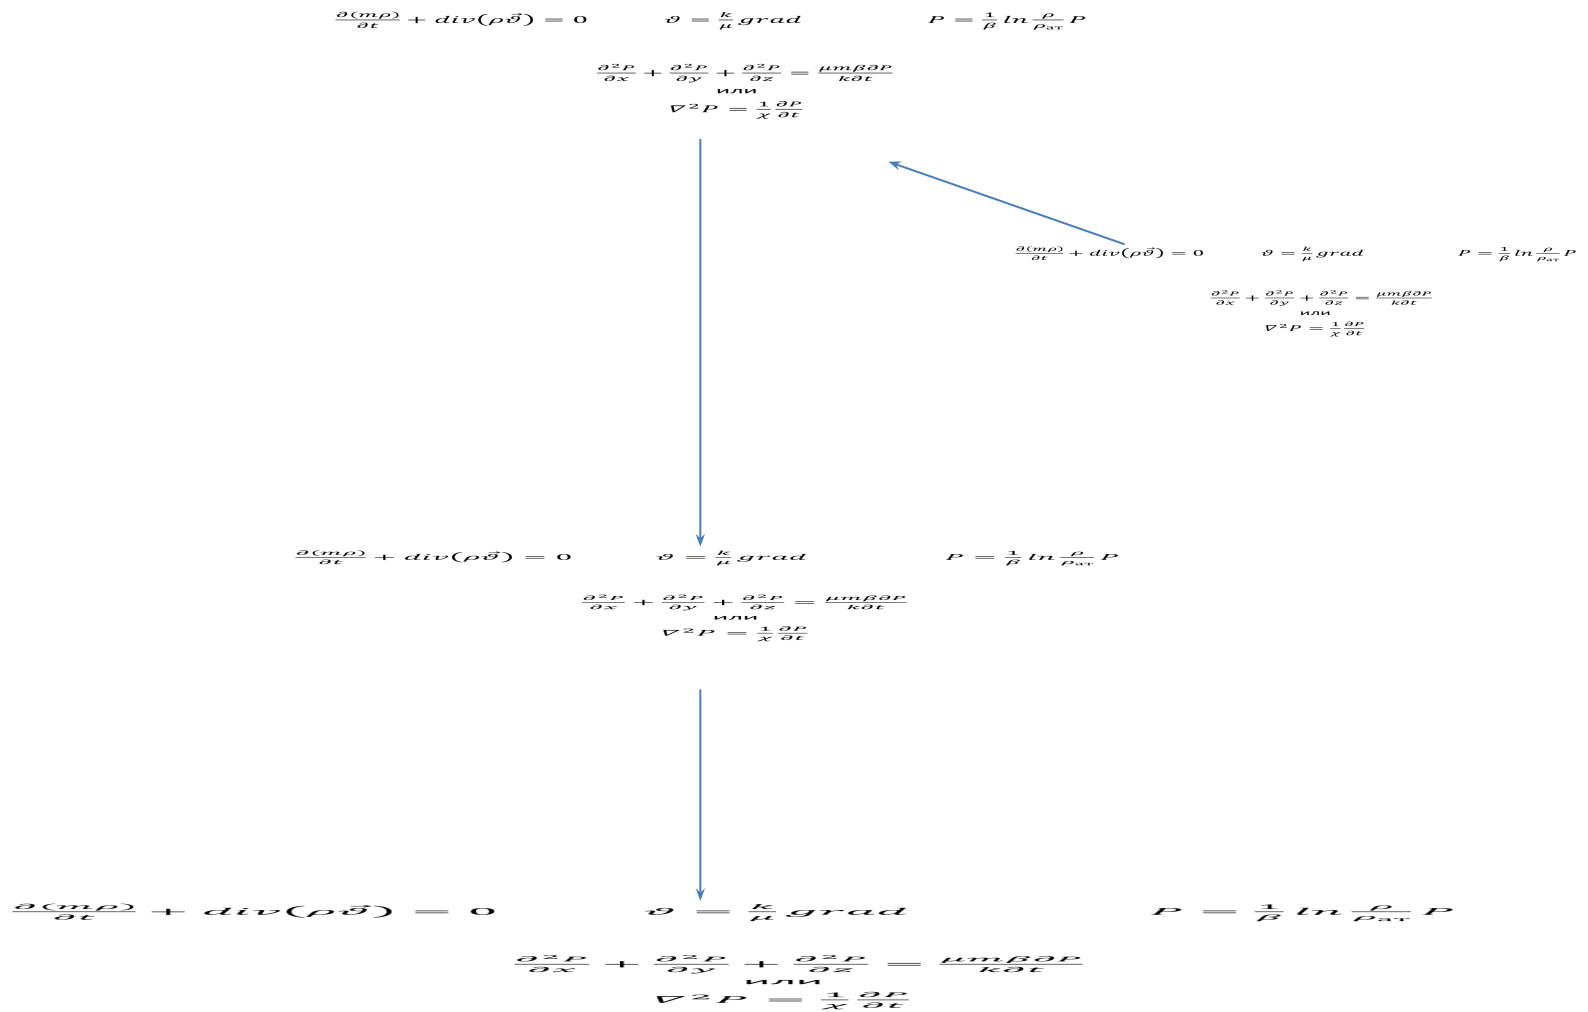 ∂(mρ)/∂t + div(ρϑ⃗) = 0 ϑ = k/μ grad P = 1/β ln ρ/ρат P
∂²P/∂x + ∂²P/∂y + ∂²P/∂z = μmβ∂P/k∂t
или
∇²P = 1/χ ∂P/∂t
∂(mρ)/∂t + div(ρϑ⃗) = 0 ϑ = k/μ grad P = 1/β ln ρ/ρат P
∂²P/∂x + ∂²P/∂y + ∂²P/∂z = μmβ∂P/k∂t
или
∇²P = 1/χ ∂P/∂t
∂(mρ)/∂t + div(ρϑ⃗) = 0 ϑ = k/μ grad P = 1/β ln ρ/ρат P
∂²P/∂x + ∂²P/∂y + ∂²P/∂z = μmβ∂P/k∂t
или
∇²P = 1/χ ∂P/∂t
∂(mρ)/∂t + div(ρϑ⃗) = 0 ϑ = k/μ grad P = 1/β ln ρ/ρат P
∂²P/∂x + ∂²P/∂y + ∂²P/∂z = μmβ∂P/k∂t
или
∇²P = 1/χ ∂P/∂t